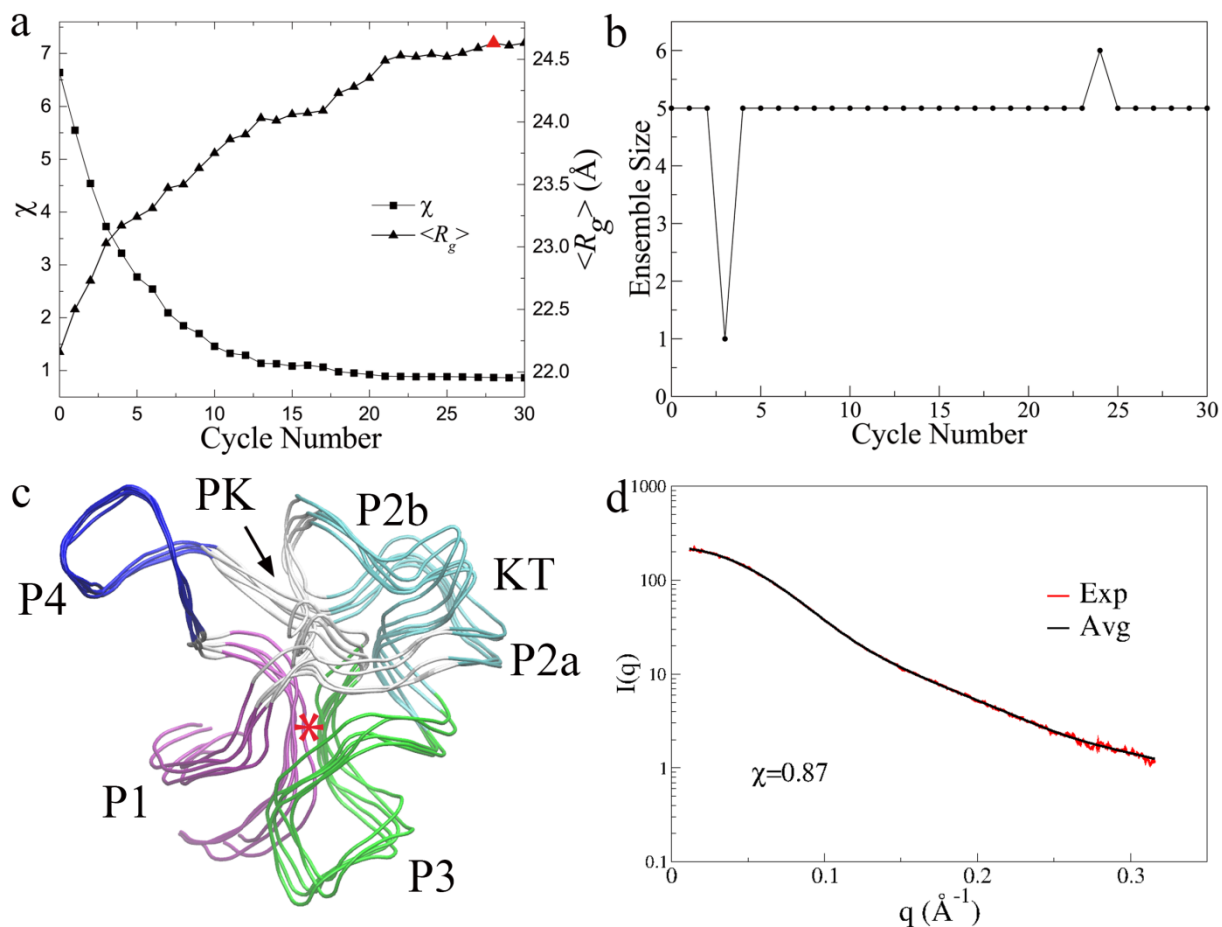 a
7
6
5
4
3
2
1
χ
24.5
24.0
23.5
23.0
22.5
22.0
<Rg> (Å)
χ
<Rg>
0 5 10 15 20 25 30
Cycle Number
b
6
5
4
3
2
1
0
Ensemble Size
0 5 10 15 20 25 30
Cycle Number
c
PK
P2b
KT
P4
P2a
*
P1
P3
d
1000
100
10
1
0.1
I(q)
Exp
Avg
χ=0.87
0 0.1 0.2 0.3
q (Å⁻¹)